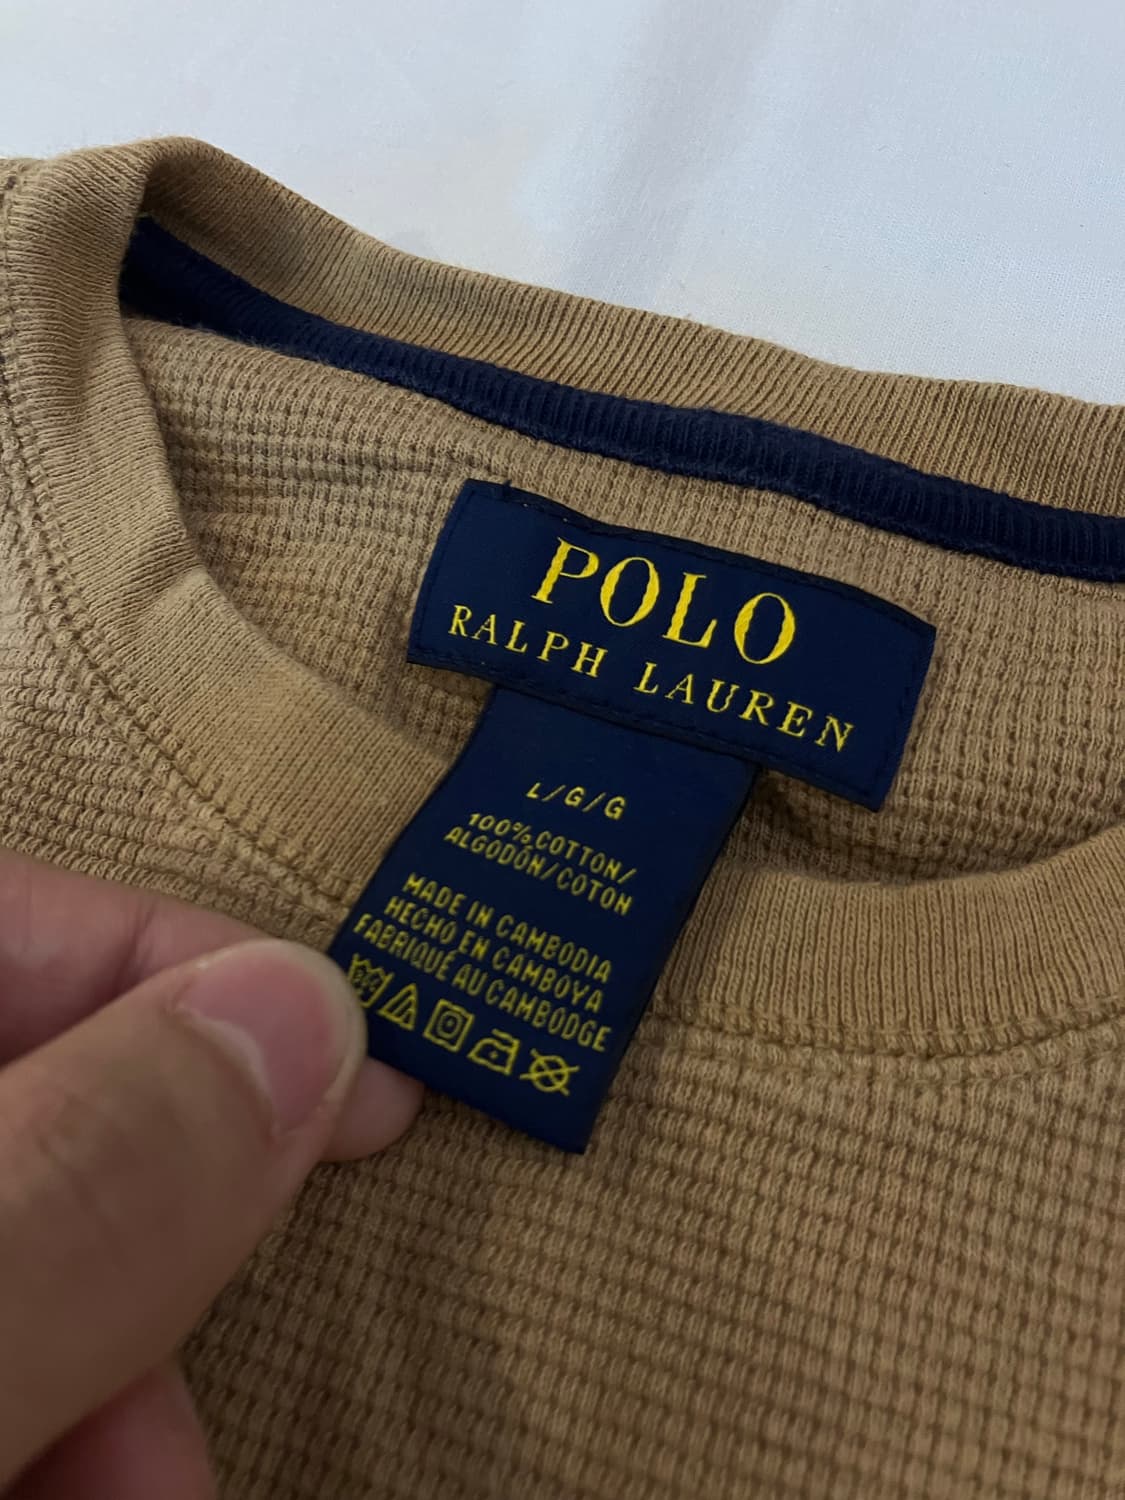 POLO
RALPH LAUREN
L/G/G
100% COTTON/
ALGODÓN/COTON
MADE IN CAMBODIA
HECHO EN CAMBOYA
FABRIQUÉ AU CAMBODGE